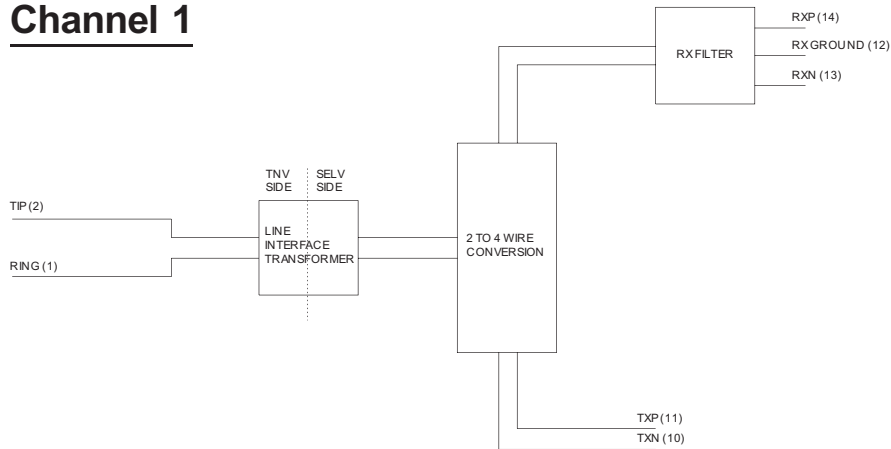 Channel 1
RXP (14)
RX GROUND (12)
RX FILTER
RXN (13)
TNV SIDE
SELV SIDE
TIP (2)
LINE INTERFACE TRANSFORMER
2 TO 4 WIRE CONVERSION
RING (1)
TXP (11)
TXN (10)